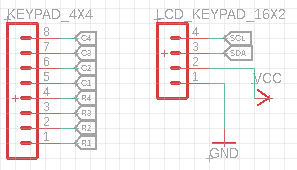 KEYPAD_4X4
8 C4
7 C3
6 C2
5 C1
4 R4
3 R3
2 R2
1 R1
LCD_KEYPAD_16X2
4 SCL
3 SDA
2
1
VCC
GND